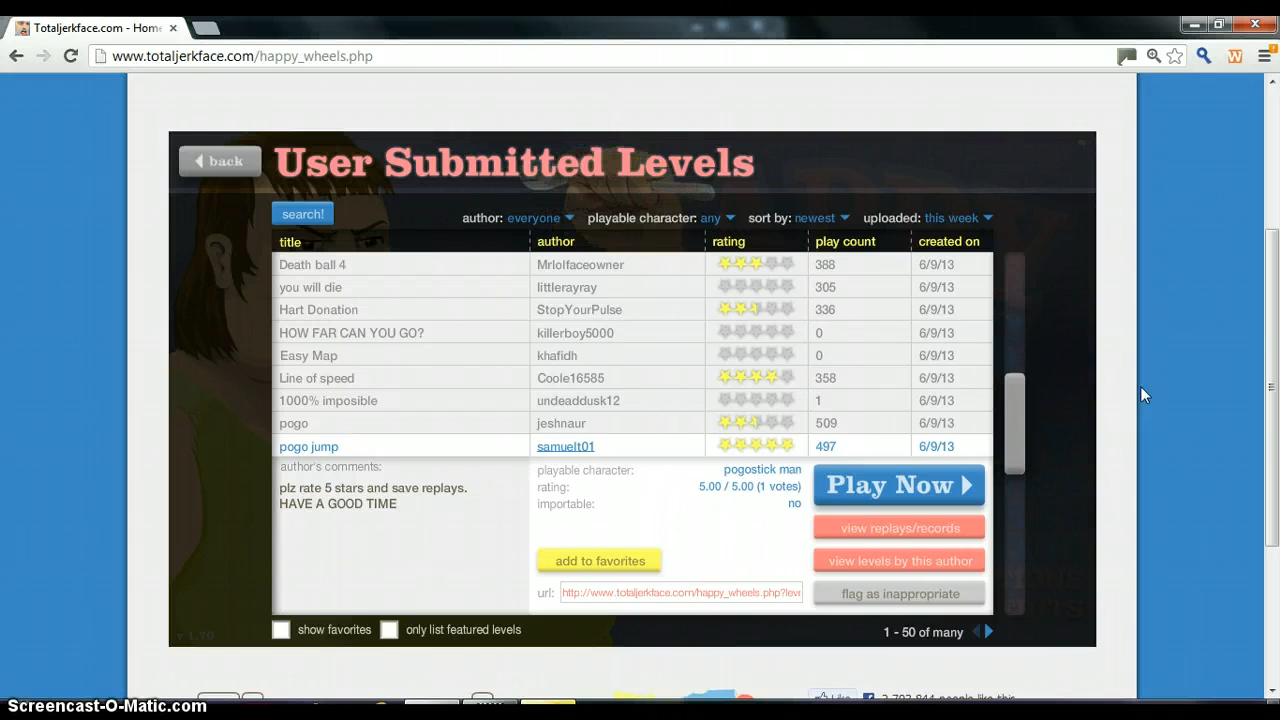 Totaljerkface.com - Home
www.totaljerkface.com/happy_wheels.php
back
User Submitted Levels
search!
author: everyone playable character: any sort by: newest uploaded: this week
title author rating play count created on
Death ball 4 Mrlolfaceowner 388 6/9/13
you will die littlerayray 305 6/9/13
Hart Donation StopYourPulse 336 6/9/13
HOW FAR CAN YOU GO? killerboy5000 0 6/9/13
Easy Map khafidh 0 6/9/13
Line of speed Coole16585 358 6/9/13
1000% imposible undeaddusk12 1 6/9/13
pogo jeshnaur 509 6/9/13
pogo jump samuelt01 497 6/9/13
author's comments:
plz rate 5 stars and save replays.
HAVE A GOOD TIME
playable character: pogostick man
rating: 5.00 / 5.00 (1 votes)
importable: no
Play Now
view replays/records
add to favorites
view levels by this author
url: http://www.totaljerkface.com/happy_wheels.php?leve
flag as inappropriate
v 1.70
show favorites only list featured levels
1 - 50 of many
Like
people like this
Screencast-O-Matic.com